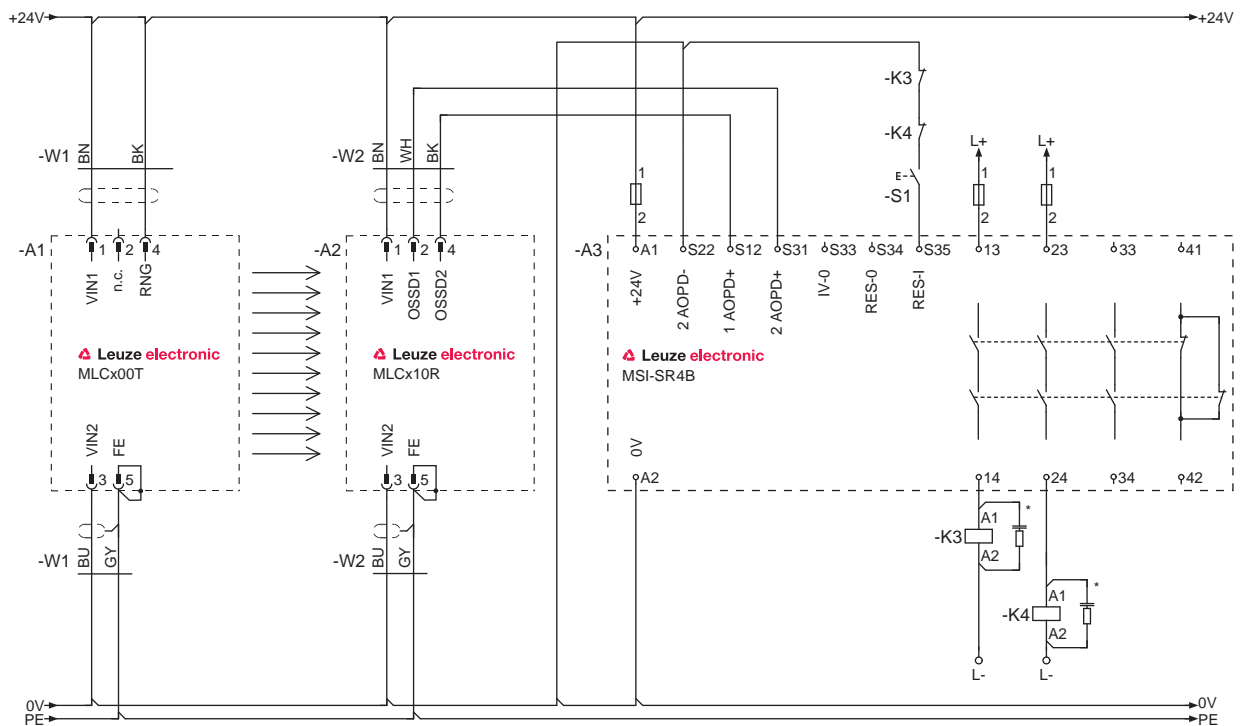 +24V
+24V
-K3
-K4
L+
L+
-W1
BN
BK
-W2
BN
WH
BK
E
-S1
1
2
1
2
1
2
-A1
1
2
4
-A2
1
2
4
-A3
A1
S22
S12
S31
S33
S34
S35
13
23
33
41
VIN1
n.c.
RNG
VIN1
OSSD1
OSSD2
+24V
2 AOPD-
1 AOPD+
2 AOPD+
IV-0
RES-0
RES-I
Leuze electronic
MLCx00T
Leuze electronic
MLCx10R
Leuze electronic
MSI-SR4B
VIN2
FE
VIN2
FE
0V
3
5
3
5
A2
14
24
34
42
-K3
A1
A2
*
-W1
BU
GY
-W2
BU
GY
-K4
A1
A2
*
L-
L-
0V
0V
PE
PE